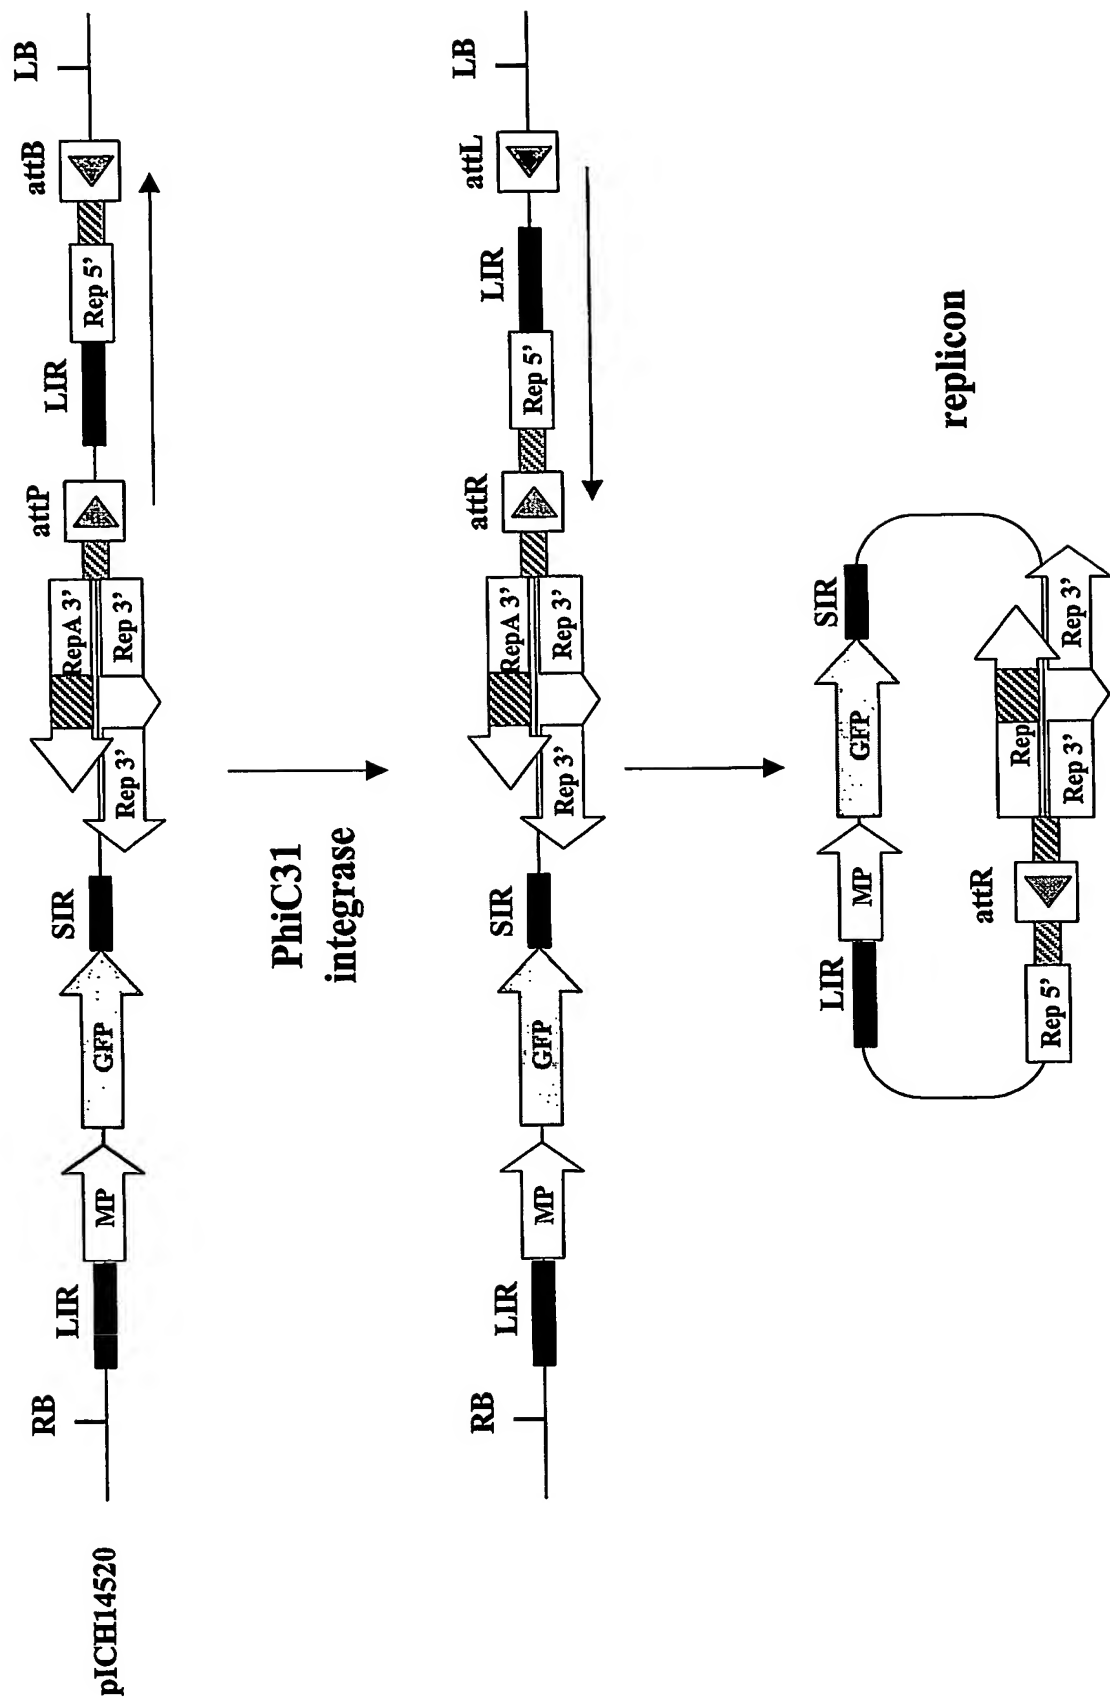 pICH14520
RB
LIR
MP
GFP
SIR
Rep 3'
RepA 3'
Rep 3'
attP
LIR
Rep 5'
attB
LB
PhiC31
integrase
RB
LIR
MP
GFP
SIR
Rep 3'
RepA 3'
Rep 3'
attR
Rep 5'
LIR
attL
LB
LIR
MP
GFP
SIR
replicon
Rep 5'
attR
Rep
Rep 3'
Rep 3'